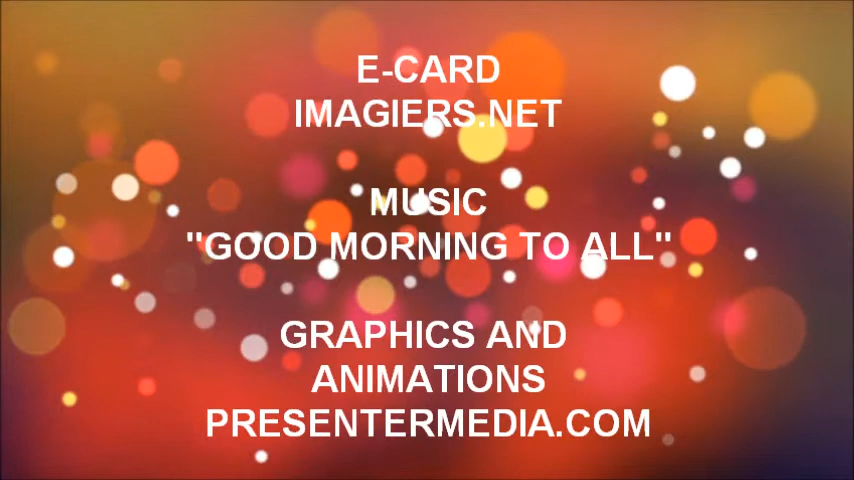 E-CARD
IMAGIERS.NET
MUSIC
"GOOD MORNING TO ALL"
GRAPHICS AND
ANIMATIONS
PRESENTERMEDIA.COM